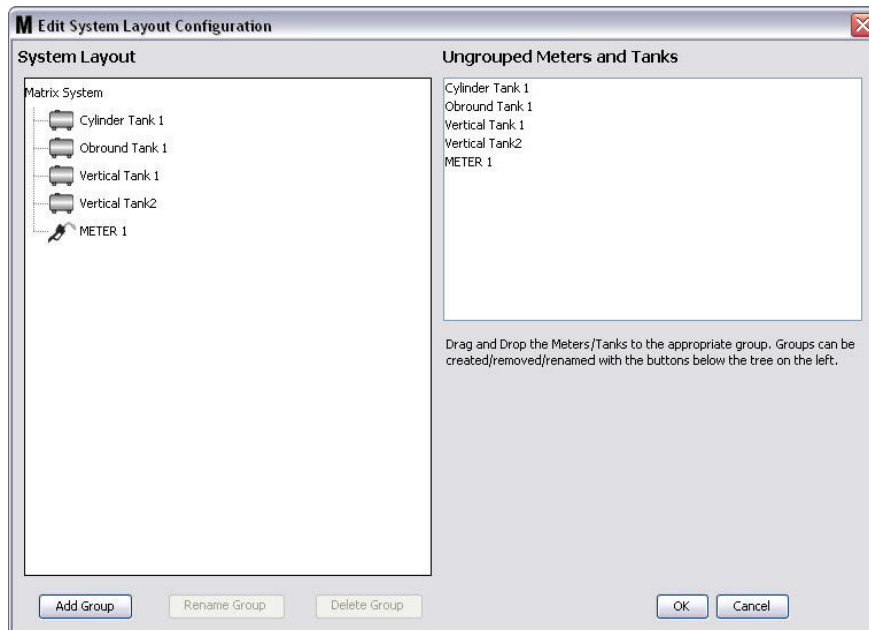 M Edit System Layout Configuration
System Layout
Matrix System
Cylinder Tank 1
Obround Tank 1
Vertical Tank 1
Vertical Tank2
METER 1
Ungrouped Meters and Tanks
Cylinder Tank 1
Obround Tank 1
Vertical Tank 1
Vertical Tank2
METER 1
Drag and Drop the Meters/Tanks to the appropriate group. Groups can be
created/removed/renamed with the buttons below the tree on the left.
Add Group Rename Group Delete Group OK Cancel